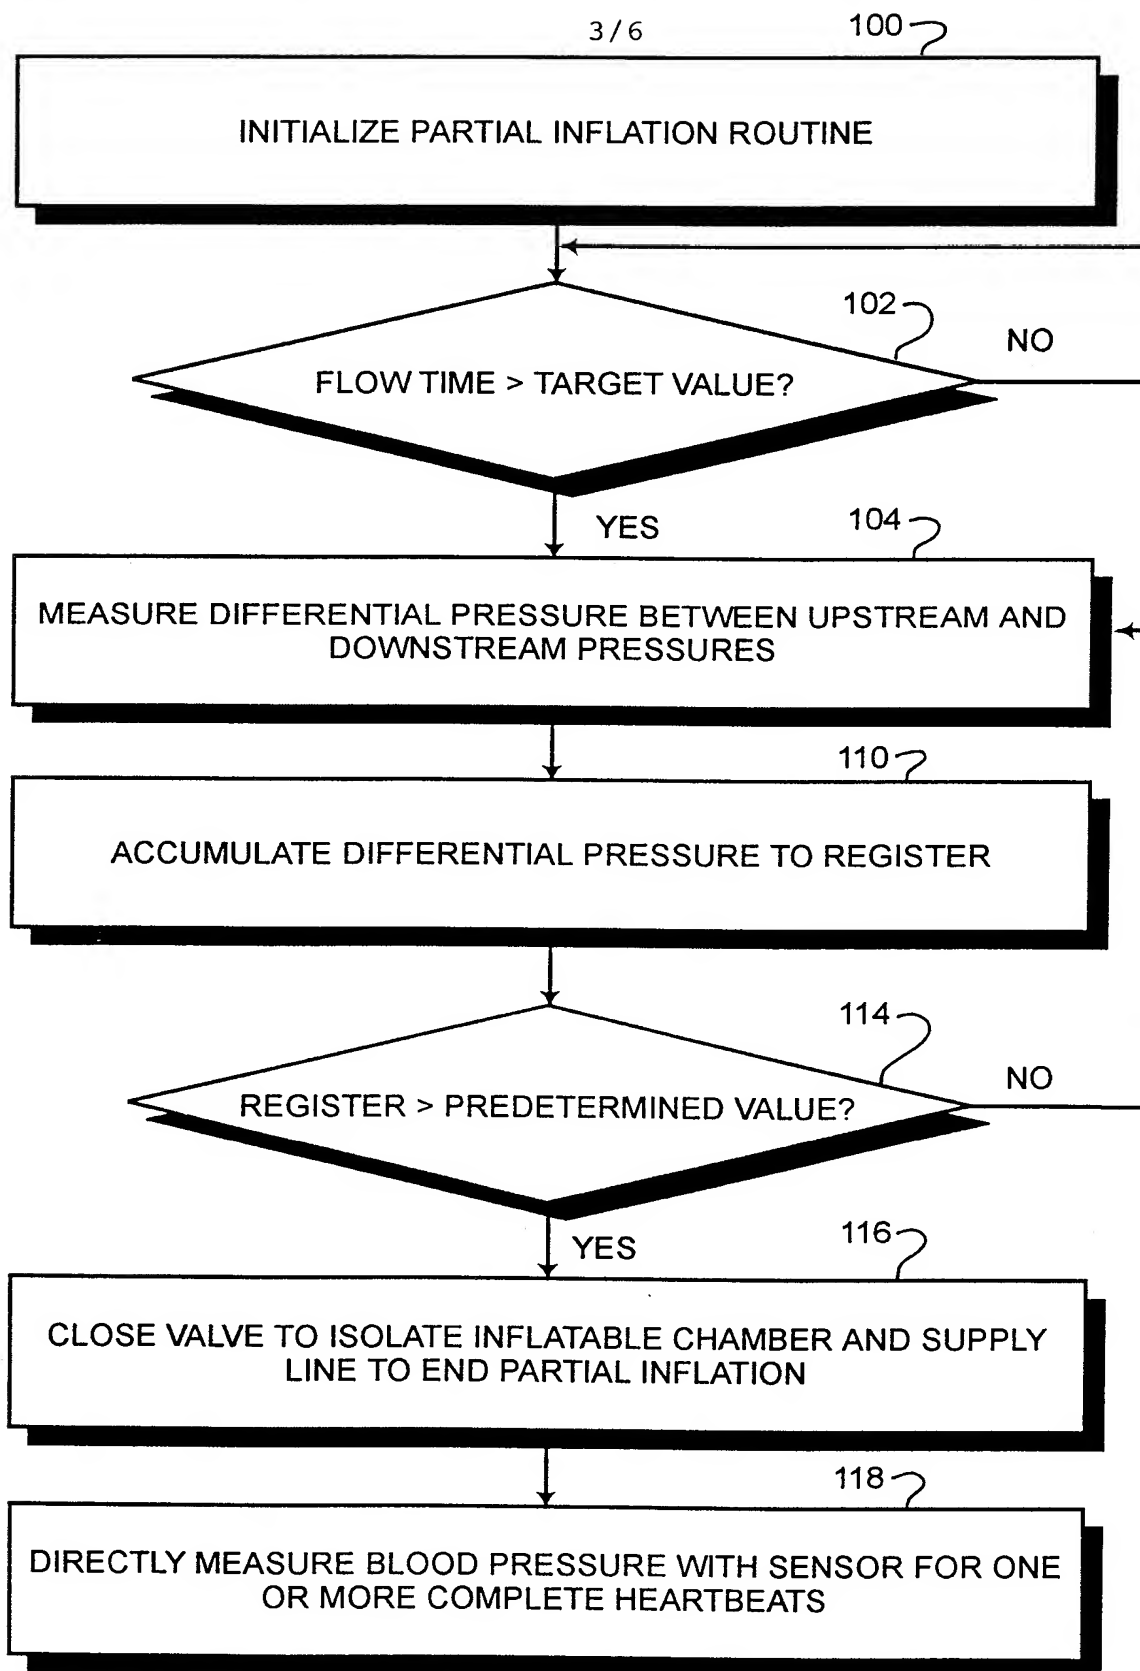 3/6
100
INITIALIZE PARTIAL INFLATION ROUTINE
102
NO
FLOW TIME > TARGET VALUE?
YES
104
MEASURE DIFFERENTIAL PRESSURE BETWEEN UPSTREAM AND
DOWNSTREAM PRESSURES
110
ACCUMULATE DIFFERENTIAL PRESSURE TO REGISTER
114
NO
REGISTER > PREDETERMINED VALUE?
YES
116
CLOSE VALVE TO ISOLATE INFLATABLE CHAMBER AND SUPPLY
LINE TO END PARTIAL INFLATION
118
DIRECTLY MEASURE BLOOD PRESSURE WITH SENSOR FOR ONE
OR MORE COMPLETE HEARTBEATS